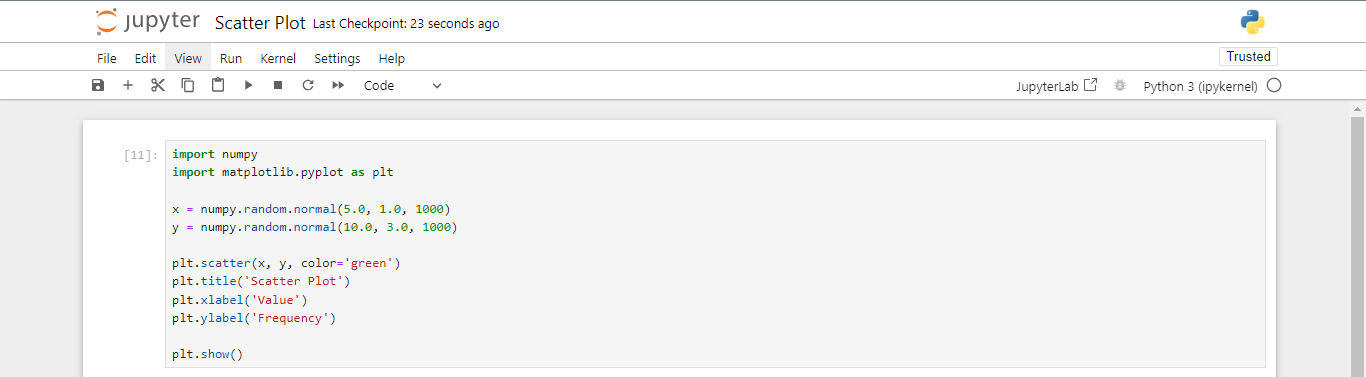 jupyter Scatter Plot Last Checkpoint: 23 seconds ago
File Edit View Run Kernel Settings Help Trusted
Code JupyterLab Python 3 (ipykernel)
[11]: import numpy
import matplotlib.pyplot as plt
x = numpy.random.normal(5.0, 1.0, 1000)
y = numpy.random.normal(10.0, 3.0, 1000)
plt.scatter(x, y, color='green')
plt.title('Scatter Plot')
plt.xlabel('Value')
plt.ylabel('Frequency')
plt.show()